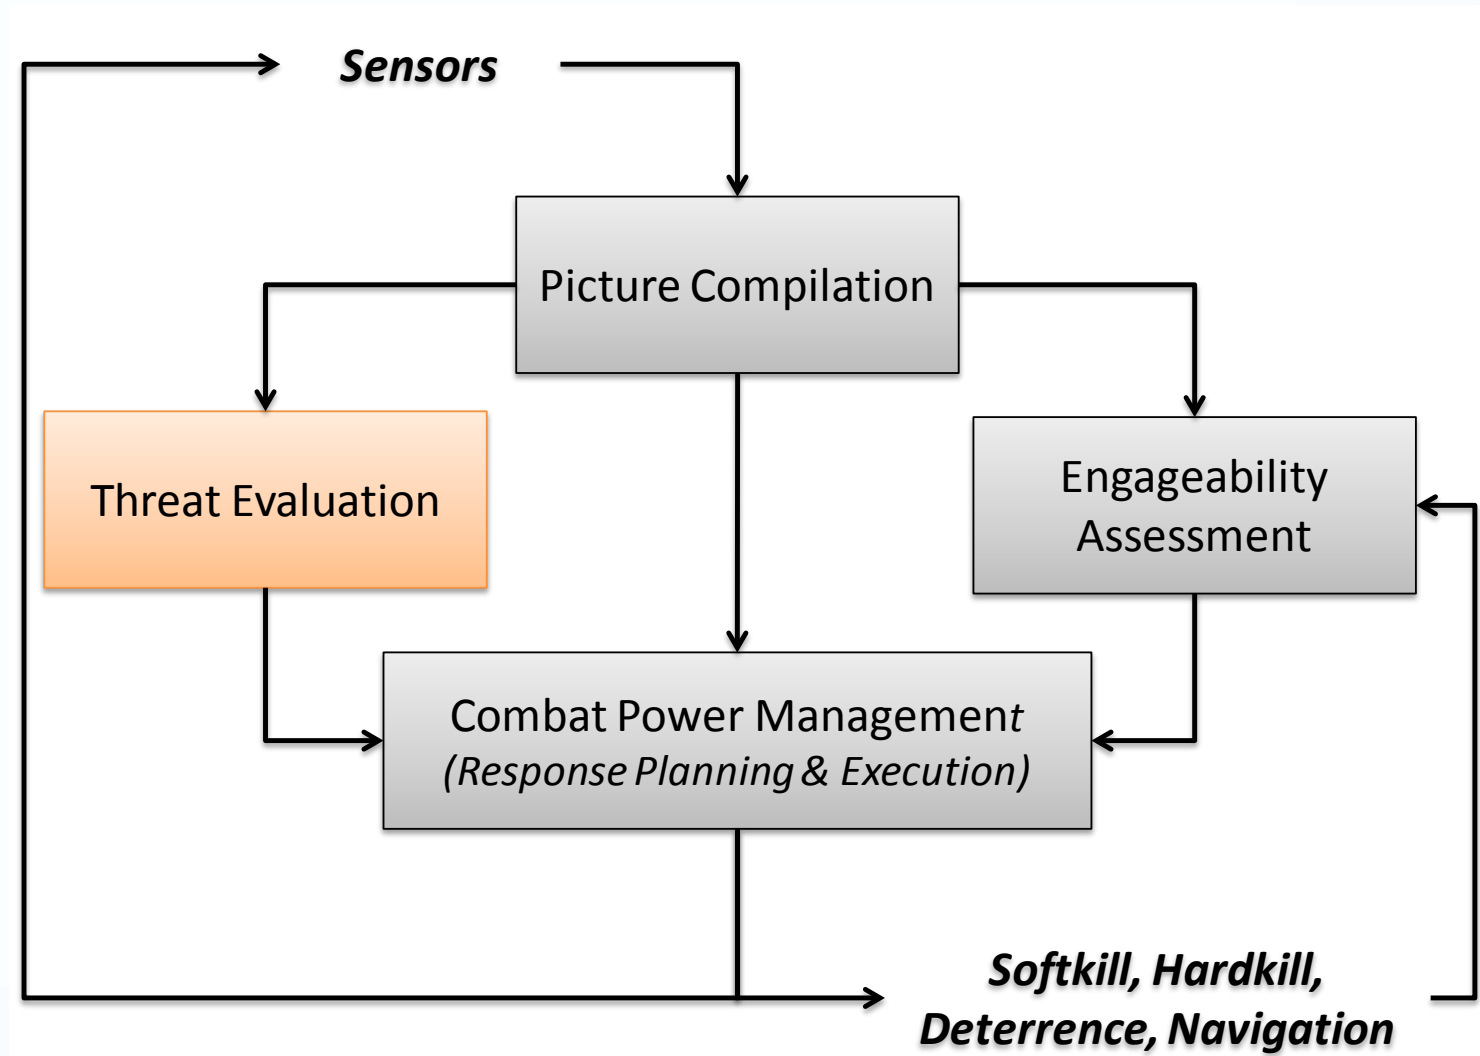 Sensors
Picture Compilation
Threat Evaluation
Engageability
Assessment
Combat Power Management
(Response Planning & Execution)
Softkill, Hardkill,
Deterrence, Navigation